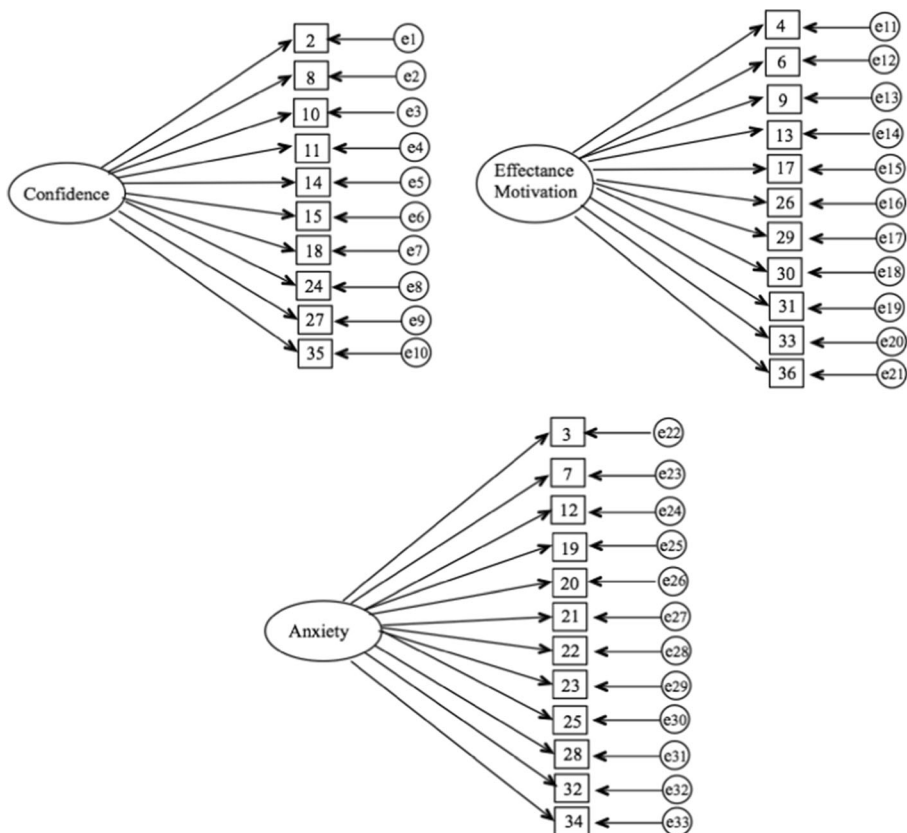 Confidence
2 e1
8 e2
10 e3
11 e4
14 e5
15 e6
18 e7
24 e8
27 e9
35 e10
Effectance
Motivation
4 e11
6 e12
9 e13
13 e14
17 e15
26 e16
29 e17
30 e18
31 e19
33 e20
36 e21
Anxiety
3 e22
7 e23
12 e24
19 e25
20 e26
21 e27
22 e28
23 e29
25 e30
28 e31
32 e32
34 e33